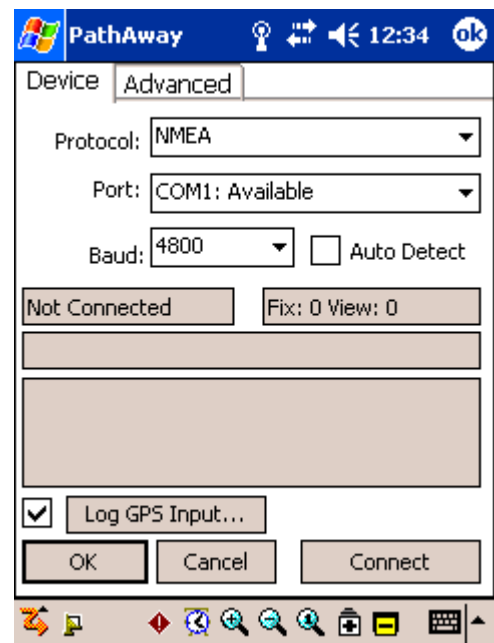 PathAway 12:34 ok
Device Advanced
Protocol: NMEA
Port: COM1: Available
Baud: 4800 Auto Detect
Not Connected Fix: 0 View: 0
Log GPS Input...
OK Cancel Connect